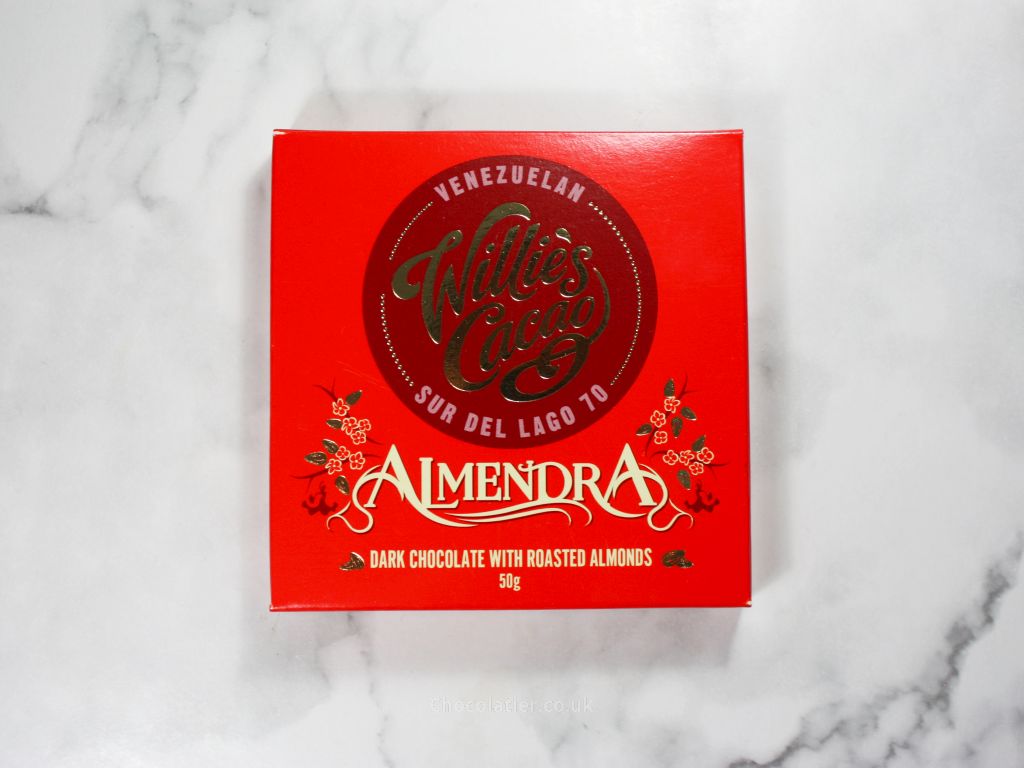 VENEZUELAN
Willie's
Cacao
SUR DEL LAGO 70
ALMENDRA
DARK CHOCOLATE WITH ROASTED ALMONDS
50g
Chocolatier.co.uk